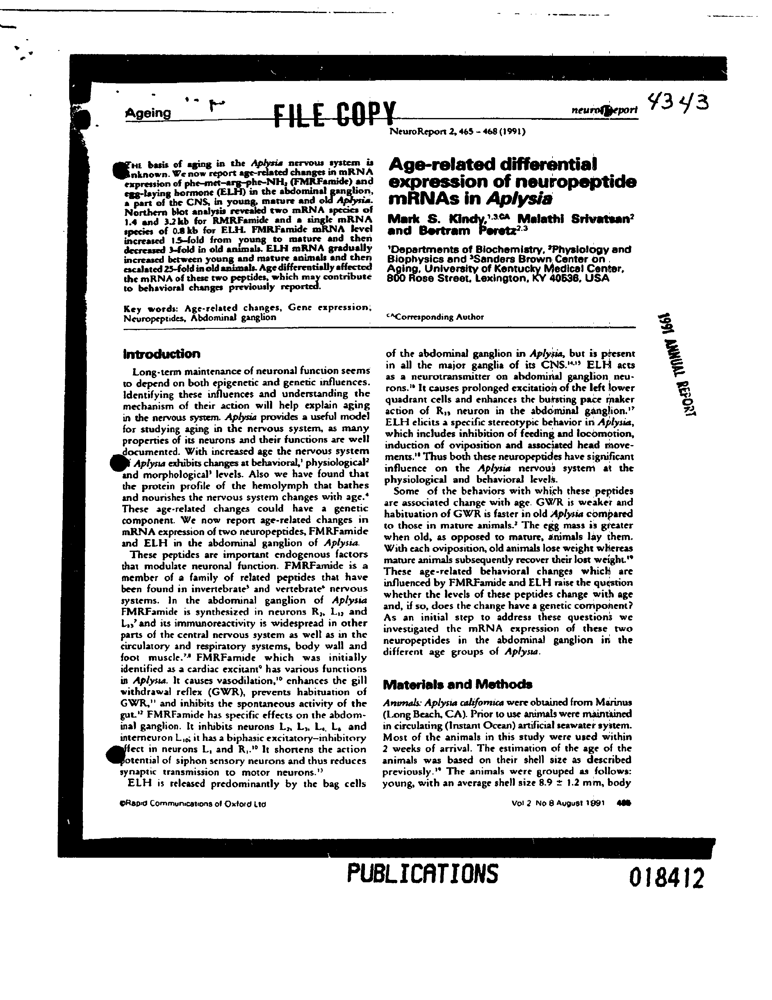 4343
Ageing
FILE COPY
neuroReport
NeuroReport 2, 465 – 468 (1991)
THE basis of aging in the Aplysia nervous system is
unknown. We now report age-related changes in mRNA
expression of phe–met–arg–phe-NH₂ (FMRFamide) and
egg-laying hormone (ELH) in the abdominal ganglion,
a part of the CNS, in young, mature and old Aplysia.
Northern blot analysis revealed two mRNA species of
1.4 and 3.2 kb for RMRFamide and a single mRNA
species of 0.8 kb for ELH. FMRFamide mRNA level
increased 1.5-fold from young to mature and then
decreased 3-fold in old animals. ELH mRNA gradually
increased between young and mature animals and then
escalated 25-fold in old animals. Age differentially affected
the mRNA of these two peptides, which may contribute
to behavioral changes previously reported.
Key words: Age-related changes, Gene expression,
Neuropeptides, Abdominal ganglion
Age-related differential
expression of neuropeptide
mRNAs in Aplysia
Mark S. Kindy,1,3CA Malathi Srivatsan2
and Bertram Peretz2,3
1Departments of Biochemistry, 2Physiology and
Biophysics and 3Sanders Brown Center on
Aging, University of Kentucky Medical Center,
800 Rose Street, Lexington, KY 40536, USA
CACorresponding Author
1991 ANNUAL REPORT
Introduction
Long-term maintenance of neuronal function seems
to depend on both epigenetic and genetic influences.
Identifying these influences and understanding the
mechanism of their action will help explain aging
in the nervous system. Aplysia provides a useful model
for studying aging in the nervous system, as many
properties of its neurons and their functions are well
documented. With increased age the nervous system
of Aplysia exhibits changes at behavioral,1 physiological2
and morphological3 levels. Also we have found that
the protein profile of the hemolymph that bathes
and nourishes the nervous system changes with age.4
These age-related changes could have a genetic
component. We now report age-related changes in
mRNA expression of two neuropeptides, FMRFamide
and ELH in the abdominal ganglion of Aplysia.
These peptides are important endogenous factors
that modulate neuronal function. FMRFamide is a
member of a family of related peptides that have
been found in invertebrate5 and vertebrate6 nervous
systems. In the abdominal ganglion of Aplysia
FMRFamide is synthesized in neurons R2, L12 and
L13,7 and its immunoreactivity is widespread in other
parts of the central nervous system as well as in the
circulatory and respiratory systems, body wall and
foot muscle.7,8 FMRFamide which was initially
identified as a cardiac excitant9 has various functions
in Aplysia. It causes vasodilation,10 enhances the gill
withdrawal reflex (GWR), prevents habituation of
GWR,11 and inhibits the spontaneous activity of the
gut.12 FMRFamide has specific effects on the abdom-
inal ganglion. It inhibits neurons L2, L3, L4, L6 and
interneuron L10; it has a biphasic excitatory–inhibitory
effect in neurons L1 and R1.10 It shortens the action
potential of siphon sensory neurons and thus reduces
synaptic transmission to motor neurons.13
ELH is released predominantly by the bag cells
of the abdominal ganglion in Aplysia, but is present
in all the major ganglia of its CNS.14,15 ELH acts
as a neurotransmitter on abdominal ganglion neu-
rons.16 It causes prolonged excitation of the left lower
quadrant cells and enhances the bursting pace maker
action of R15 neuron in the abdominal ganglion.17
ELH elicits a specific stereotypic behavior in Aplysia,
which includes inhibition of feeding and locomotion,
induction of oviposition and associated head move-
ments.18 Thus both these neuropeptides have significant
influence on the Aplysia nervous system at the
physiological and behavioral levels.
Some of the behaviors with which these peptides
are associated change with age. GWR is weaker and
habituation of GWR is faster in old Aplysia compared
to those in mature animals.2 The egg mass is greater
when old, as opposed to mature, animals lay them.
With each oviposition, old animals lose weight whereas
mature animals subsequently recover their lost weight.19
These age-related behavioral changes which are
influenced by FMRFamide and ELH raise the question
whether the levels of these peptides change with age
and, if so, does the change have a genetic component?
As an initial step to address these questions we
investigated the mRNA expression of these two
neuropeptides in the abdominal ganglion in the
different age groups of Aplysia.
Materials and Methods
Animals: Aplysia californica were obtained from Marinus
(Long Beach, CA). Prior to use animals were maintained
in circulating (Instant Ocean) artificial seawater system.
Most of the animals in this study were used within
2 weeks of arrival. The estimation of the age of the
animals was based on their shell size as described
previously.19 The animals were grouped as follows:
young, with an average shell size 8.9 ± 1.2 mm, body
©Rapid Communications of Oxford Ltd
Vol 2 No 8 August 1991 465
PUBLICATIONS
018412